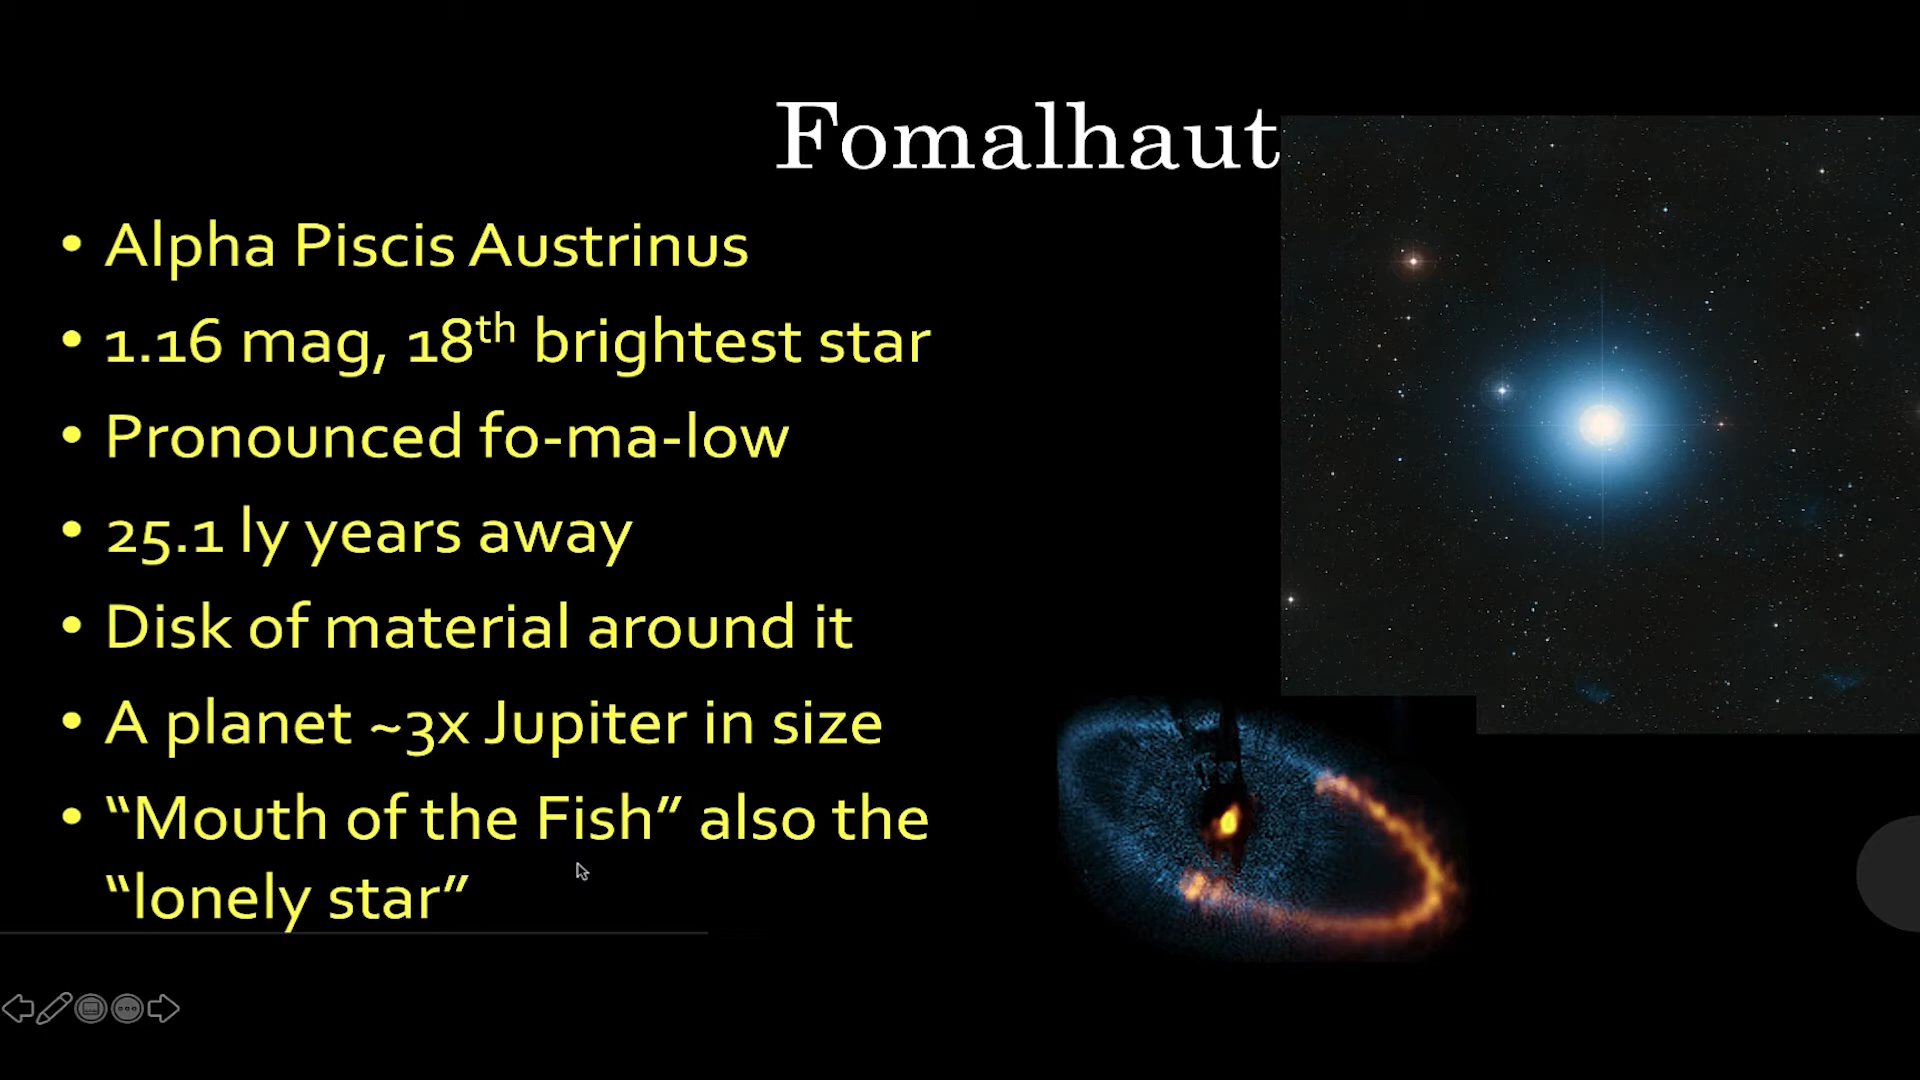 Fomalhaut
• Alpha Piscis Austrinus
• 1.16 mag, 18th brightest star
• Pronounced fo-ma-low
• 25.1 ly years away
• Disk of material around it
• A planet ~3x Jupiter in size
• “Mouth of the Fish” also the
“lonely star”